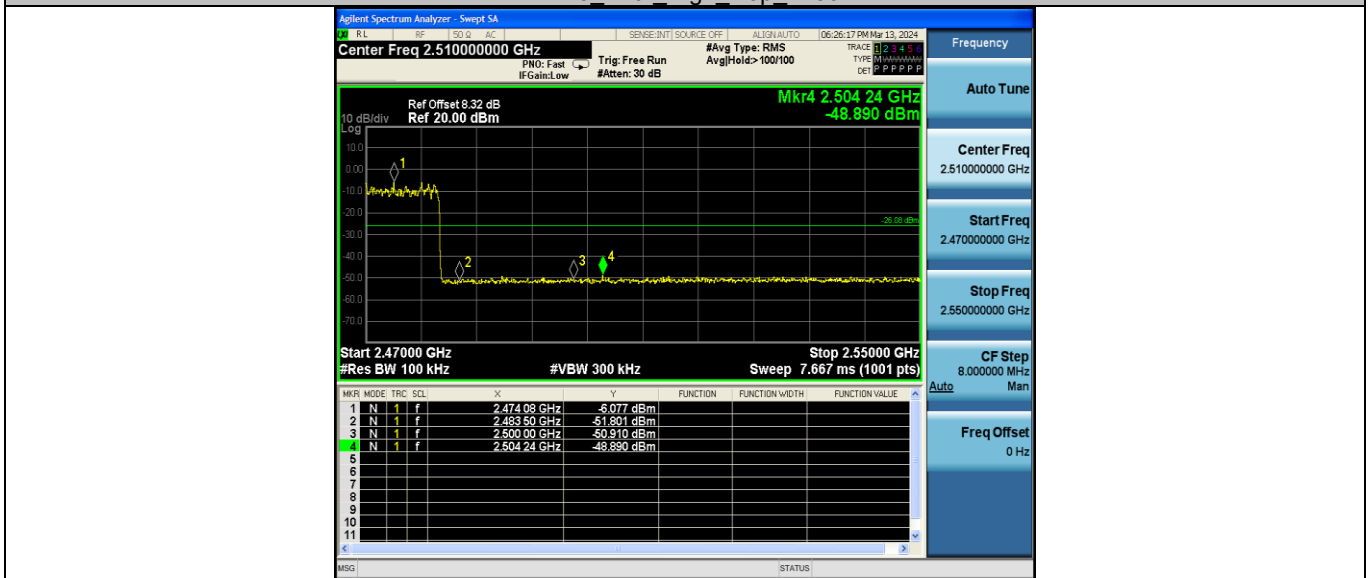 Agilent Spectrum Analyzer - Swept SA
RL RF 50 Ω AC SENSE:INT SOURCE OFF ALIGN AUTO 06:26:17 PM Mar 13, 2024
Center Freq 2.510000000 GHz
PNO: Fast
IFGain:Low
Trig: Free Run
#Atten: 30 dB
#Avg Type: RMS
Avg|Hold:>100/100
TRACE 1 2 3 4 5 6
TYPE M
DET P P P P P P
Mkr4 2.504 24 GHz
-48.890 dBm
Ref Offset 8.32 dB
10 dB/div Ref 20.00 dBm
Log
10.0
0.00
-10.0
-20.0
-30.0
-40.0
-50.0
-60.0
-70.0
1
2
3
4
-26.08 dBm
Start 2.47000 GHz Stop 2.55000 GHz
#Res BW 100 kHz #VBW 300 kHz Sweep 7.667 ms (1001 pts)
MKR MODE TRC SCL X Y FUNCTION FUNCTION WIDTH FUNCTION VALUE
1 N 1 f 2.474 08 GHz -6.077 dBm
2 N 1 f 2.483 50 GHz -51.801 dBm
3 N 1 f 2.500 00 GHz -50.910 dBm
4 N 1 f 2.504 24 GHz -48.890 dBm
5
6
7
8
9
10
11
MSG STATUS
Frequency
Auto Tune
Center Freq
2.510000000 GHz
Start Freq
2.470000000 GHz
Stop Freq
2.550000000 GHz
CF Step
8.000000 MHz
Auto Man
Freq Offset
0 Hz